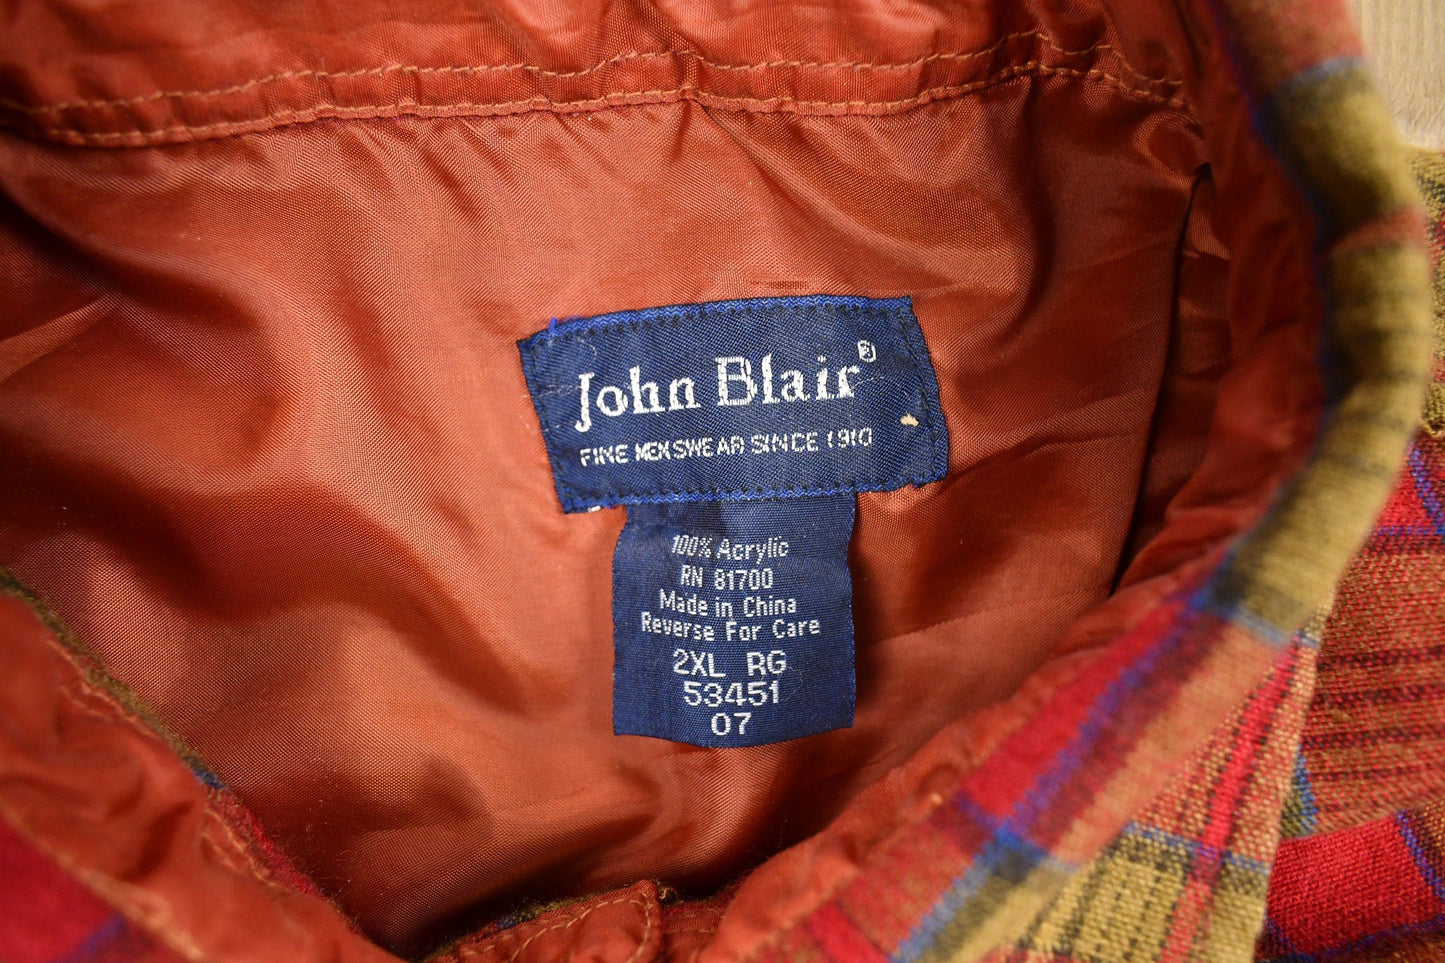 John Blair®
FINE MENSWEAR SINCE 1910
100% Acrylic
RN 81700
Made in China
Reverse For Care
2XL RG
53451
07